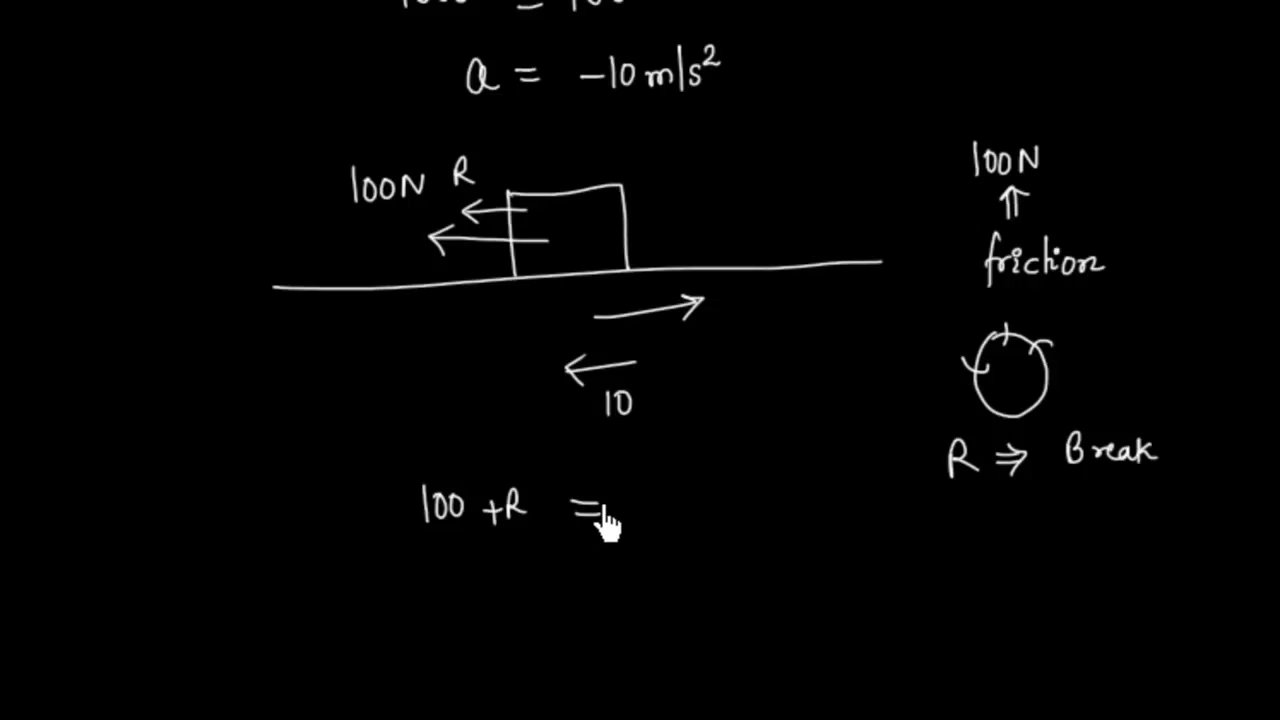 a = -10 m/s²
100N R
100N
⇑
friction
10
R ⇒ Break
100 + R =